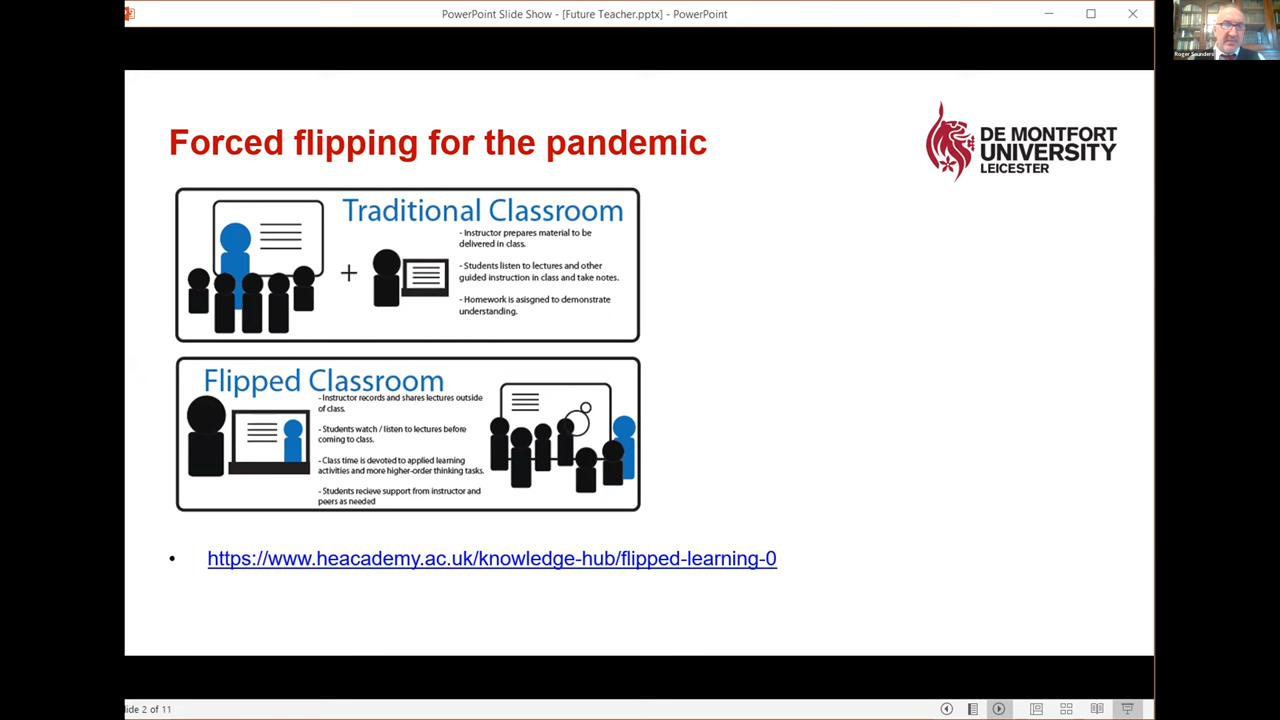 PowerPoint Slide Show - [Future Teacher.pptx] - PowerPoint
Roger Saunders
Forced flipping for the pandemic
DE MONTFORT
UNIVERSITY
LEICESTER
Traditional Classroom
- Instructor prepares material to be
delivered in class.
- Students listen to lectures and other
guided instruction in class and take notes.
- Homework is asigned to demonstrate
understanding.
Flipped Classroom
- Instructor records and shares lectures outside
of class.
- Students watch / listen to lectures before
coming to class.
- Class time is devoted to applied learning
activities and more higher-order thinking tasks.
- Students recieve support from instructor and
peers as needed
• https://www.heacademy.ac.uk/knowledge-hub/flipped-learning-0
lide 2 of 11